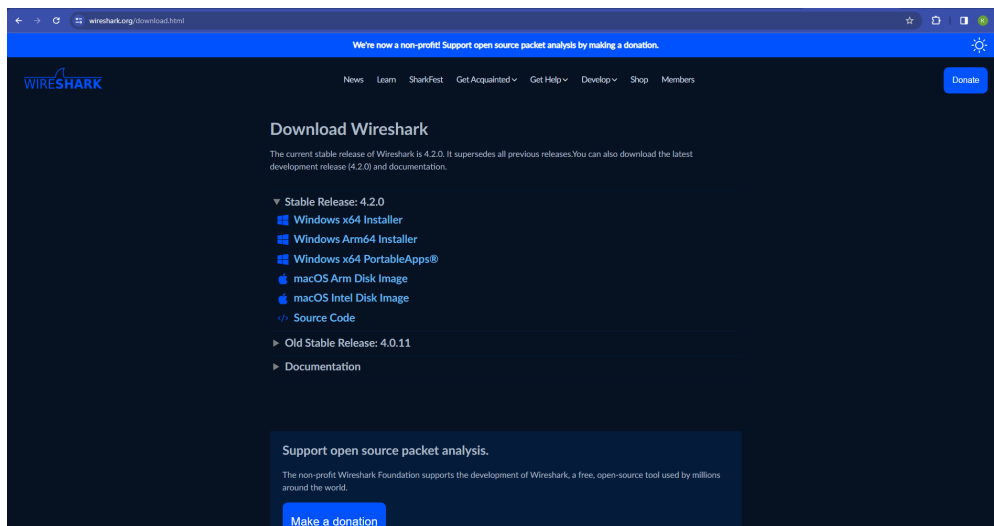 wireshark.org/download.html
K
We're now a non-profit! Support open source packet analysis by making a donation.
WIRESHARK
News Learn SharkFest Get Acquainted Get Help Develop Shop Members
Donate
Download Wireshark
The current stable release of Wireshark is 4.2.0. It supersedes all previous releases.You can also download the latest
development release (4.2.0) and documentation.
▼ Stable Release: 4.2.0
Windows x64 Installer
Windows Arm64 Installer
Windows x64 PortableApps®
macOS Arm Disk Image
macOS Intel Disk Image
</> Source Code
▶ Old Stable Release: 4.0.11
▶ Documentation
Support open source packet analysis.
The non-profit Wireshark Foundation supports the development of Wireshark, a free, open-source tool used by millions
around the world.
Make a donation